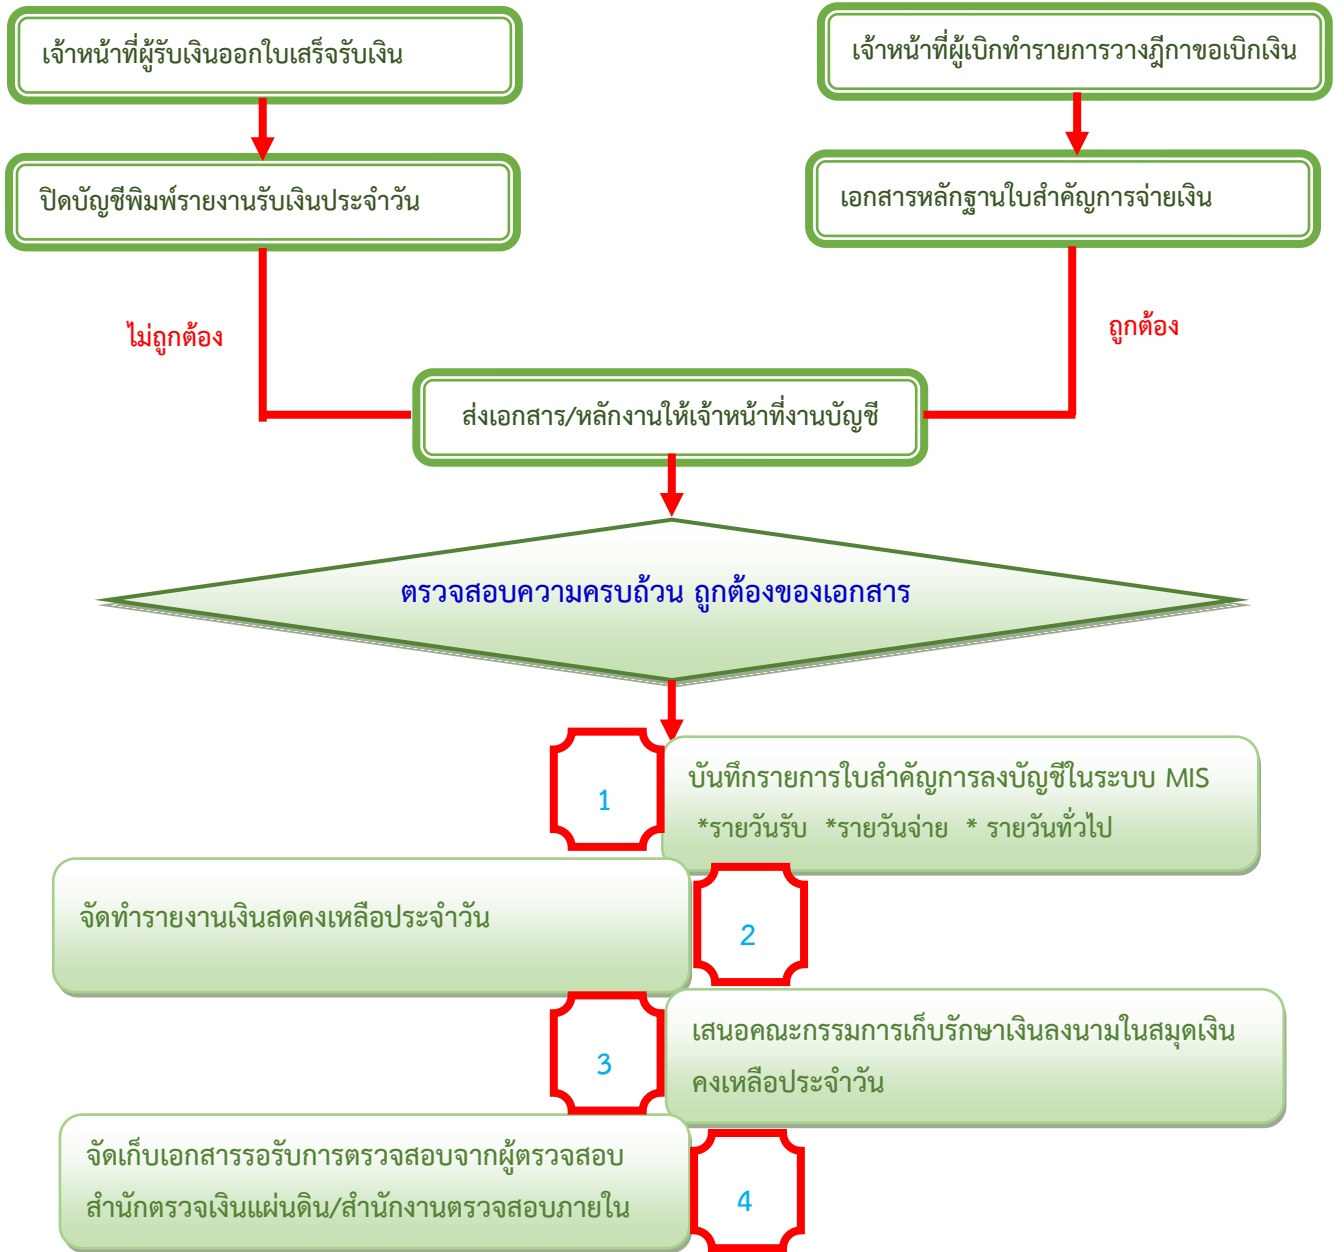 เจ้าหน้าที่ผู้รับเงินออกใบเสร็จรับเงิน
เจ้าหน้าที่ผู้เบิกทำรายการวางฎีกาขอเบิกเงิน
ปิดบัญชีพิมพ์รายงานรับเงินประจำวัน
เอกสารหลักฐานใบสำคัญการจ่ายเงิน
ไม่ถูกต้อง
ถูกต้อง
ส่งเอกสาร/หลักงานให้เจ้าหน้าที่งานบัญชี
ตรวจสอบความครบถ้วน ถูกต้องของเอกสาร
1
บันทึกรายการใบสำคัญการลงบัญชีในระบบ MIS
*รายวันรับ *รายวันจ่าย * รายวันทั่วไป
จัดทำรายงานเงินสดคงเหลือประจำวัน
2
3
เสนอคณะกรรมการเก็บรักษาเงินลงนามในสมุดเงิน
คงเหลือประจำวัน
จัดเก็บเอกสารรอรับการตรวจสอบจากผู้ตรวจสอบ
สำนักตรวจเงินแผ่นดิน/สำนักงานตรวจสอบภายใน
4